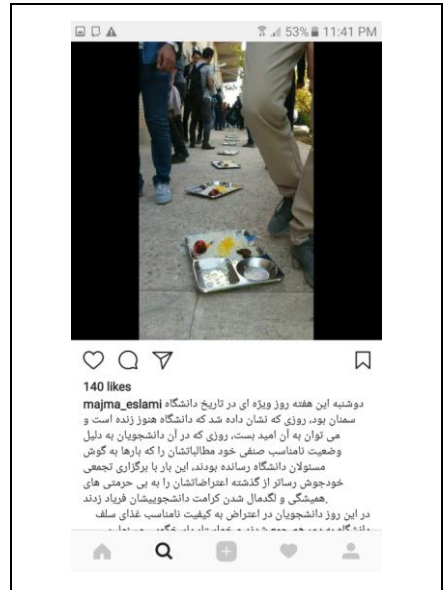 53% 11:41 PM
140 likes
majma_eslami دوشنبه این هفته روز ویژه ای در تاریخ دانشگاه
سمنان بود، روزی که نشان داده شد که دانشگاه هنوز زنده است و
می توان به آن امید بست، روزی که در آن دانشجویان به دلیل
وضعیت نامناسب صنفی خود مطالباتشان را که بارها به گوش
مسئولان دانشگاه رسانده بودند، این بار با برگزاری تجمعی
خودجوش رساتر از گذشته اعتراضاتشان را به بی حرمتی های
همیشگی و لگدمال شدن کرامت دانشجوییشان فریاد زدند.
در این روز دانشجویان در اعتراض به کیفیت نامناسب غذای سلف